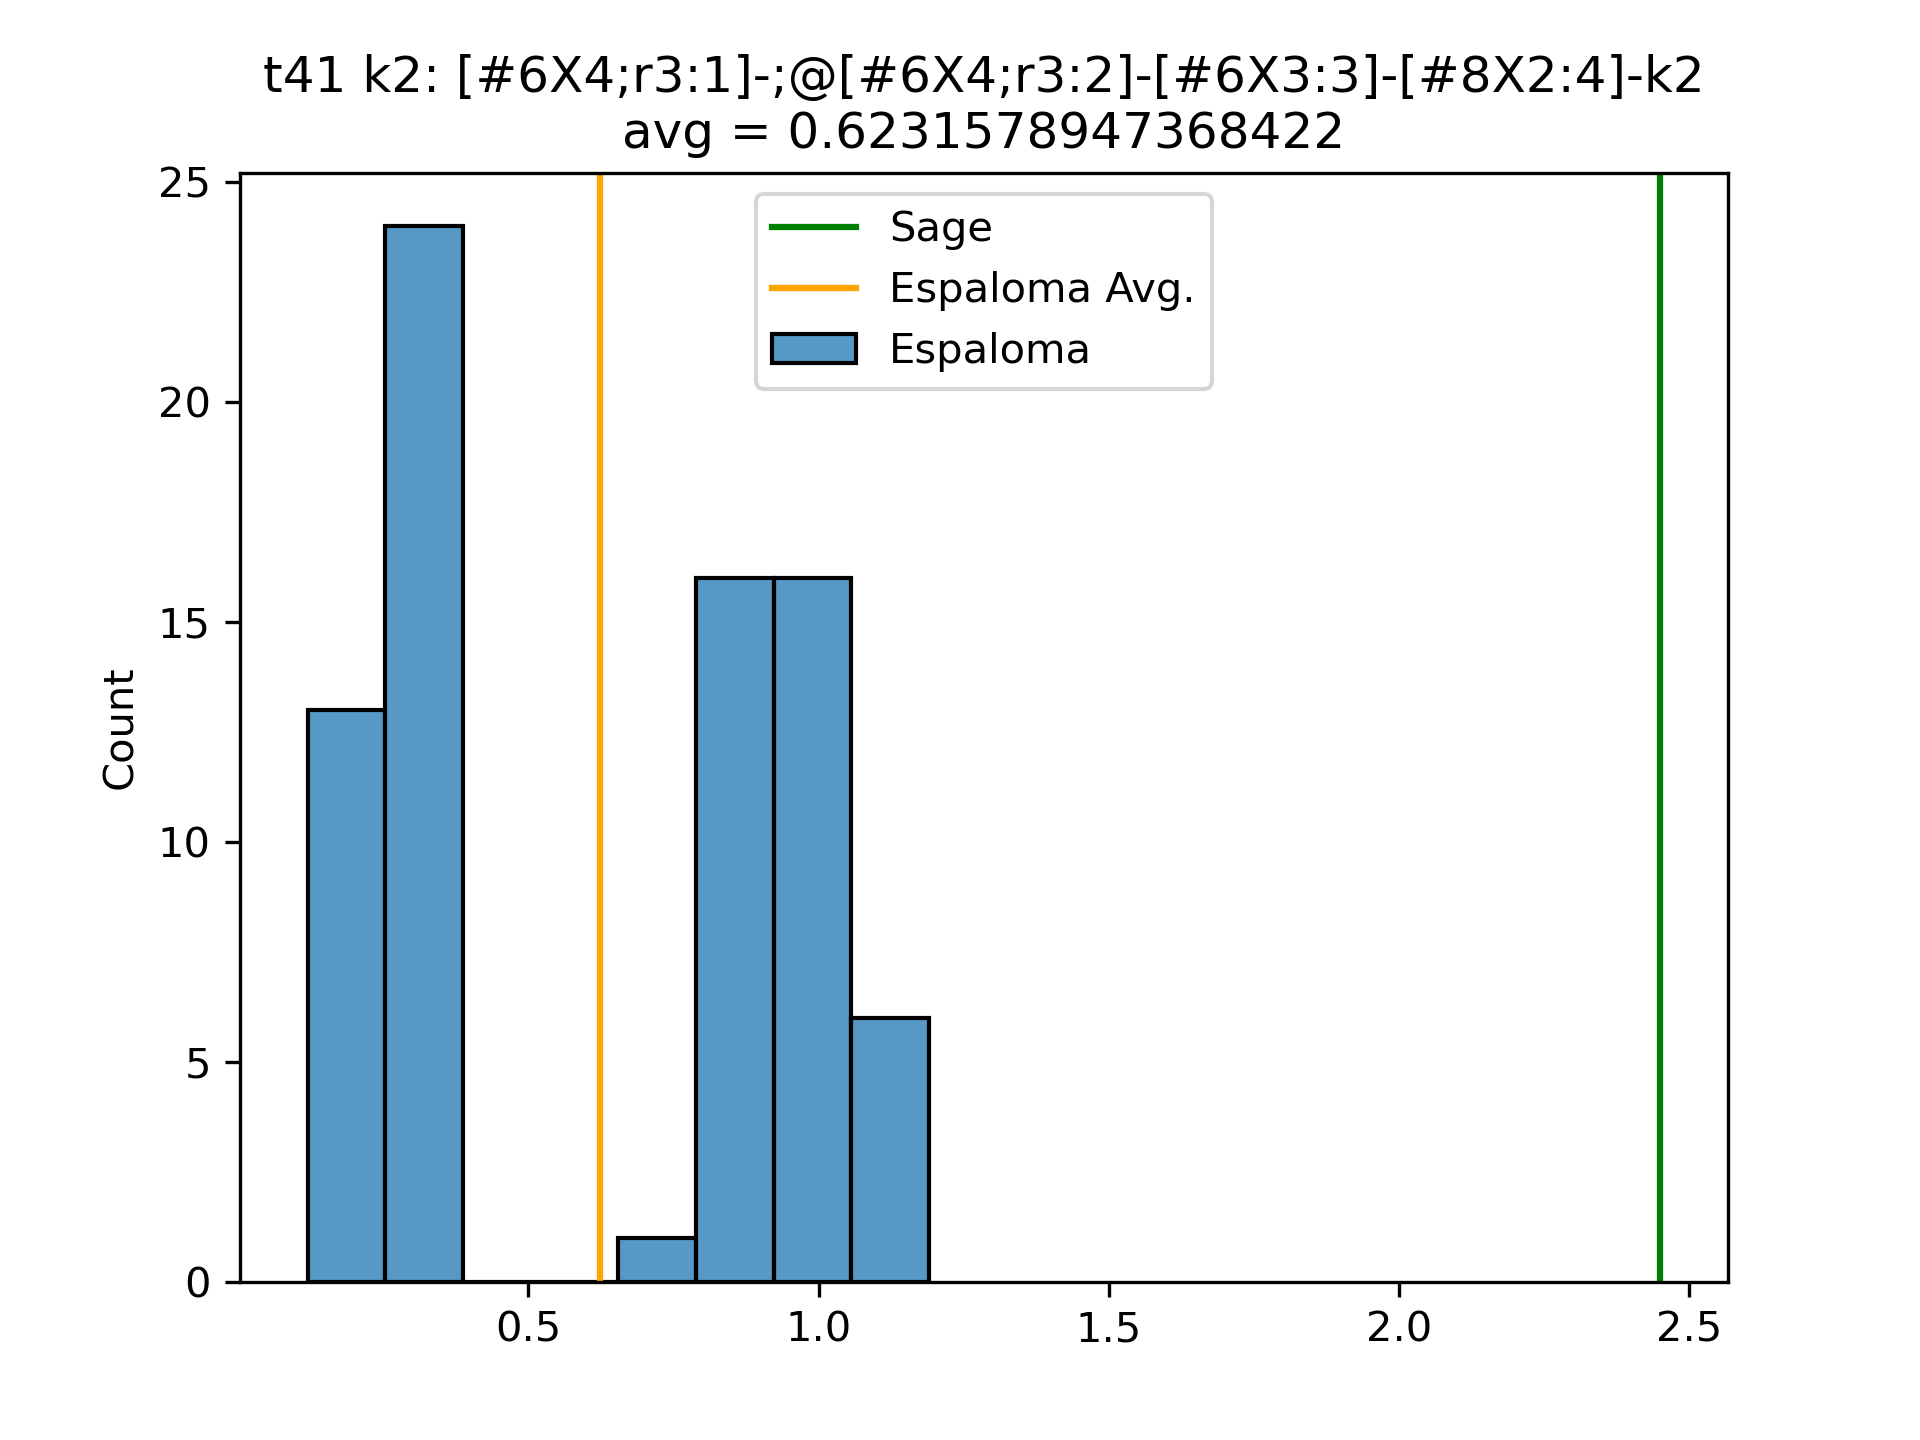 t41 k2: [#6X4;r3:1]-;@[#6X4;r3:2]-[#6X3:3]-[#8X2:4]-k2
avg = 0.6231578947368422
Sage
Espaloma Avg.
Espaloma
Count
25
20
15
10
5
0
0.5 1.0 1.5 2.0 2.5